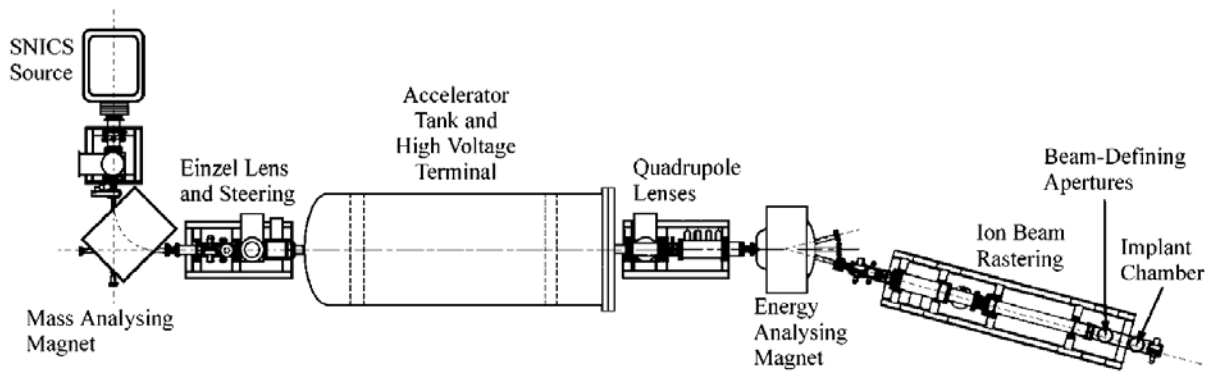 SNICS
Source
Accelerator
Tank and
High Voltage
Terminal
Einzel Lens
and Steering
Quadrupole
Lenses
Beam-Defining
Apertures
Ion Beam
Rastering
Implant
Chamber
Mass Analysing
Magnet
Energy
Analysing
Magnet